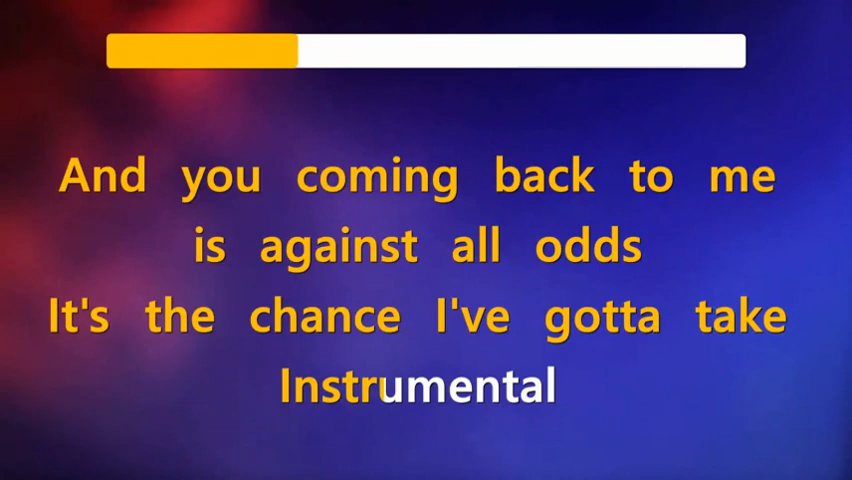 And you coming back to me
is against all odds
It's the chance I've gotta take
Instrumental